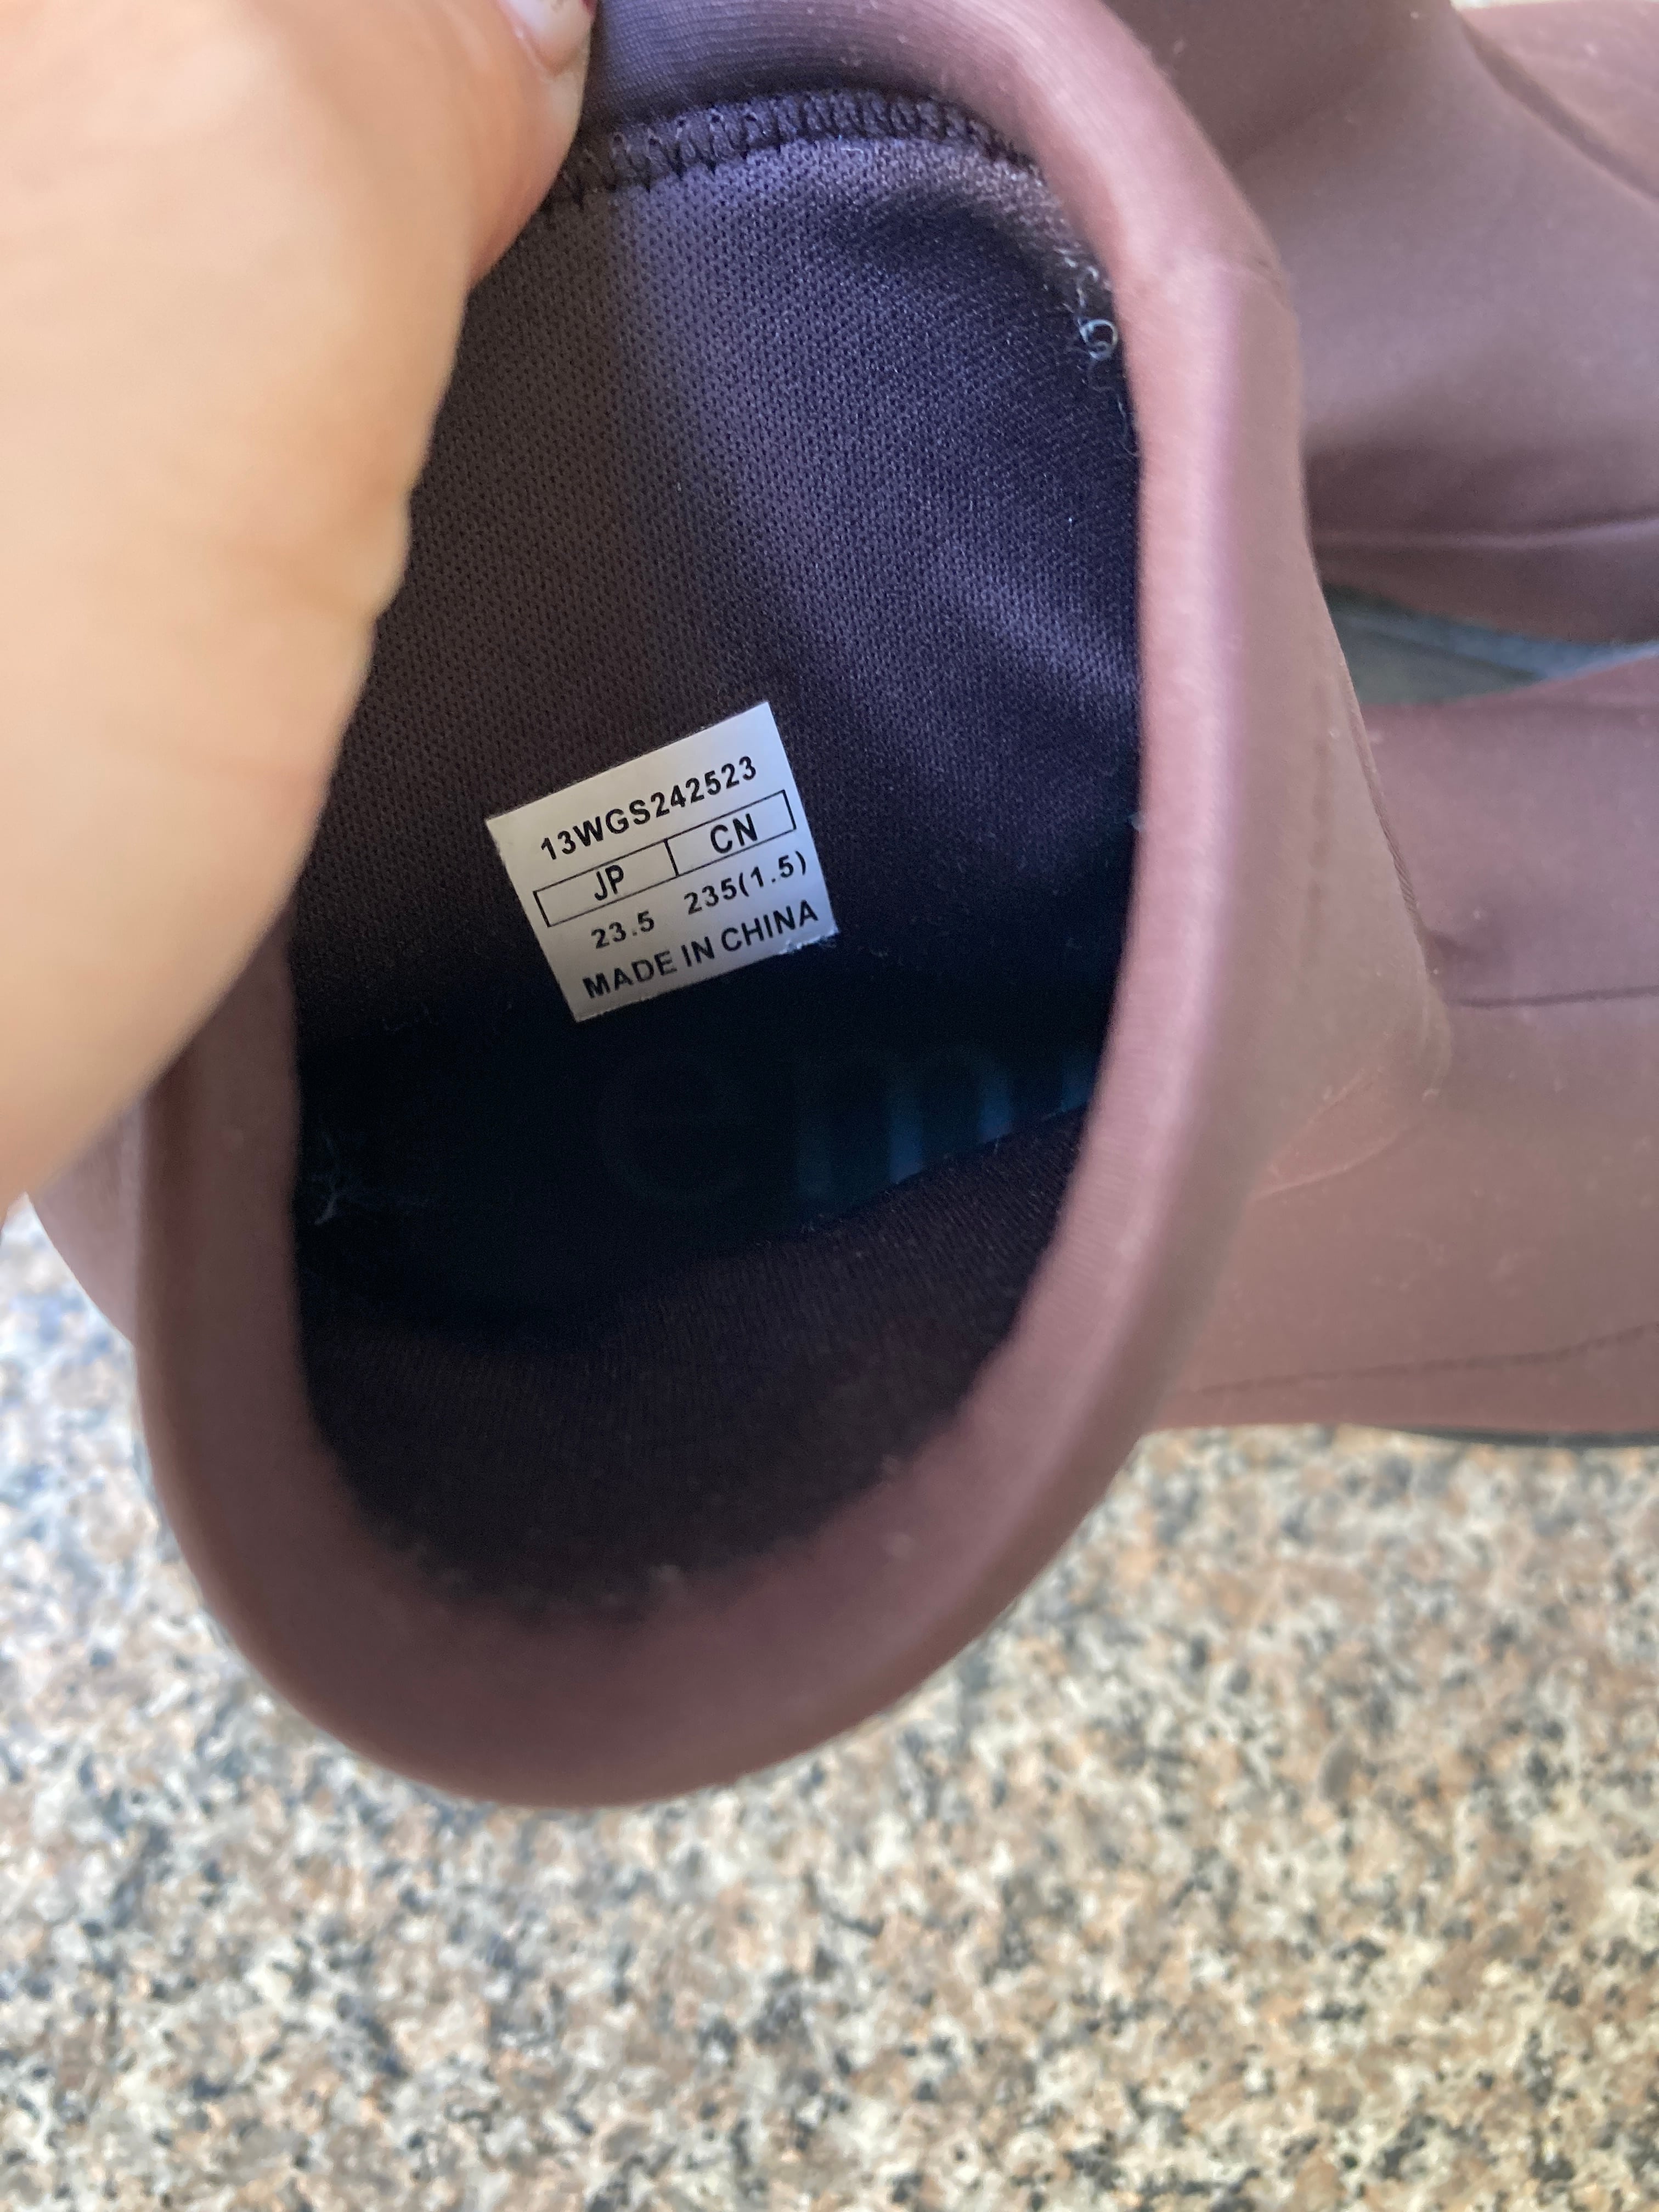 13WGS242523
JP CN
23.5 235(1.5)
MADE IN CHINA